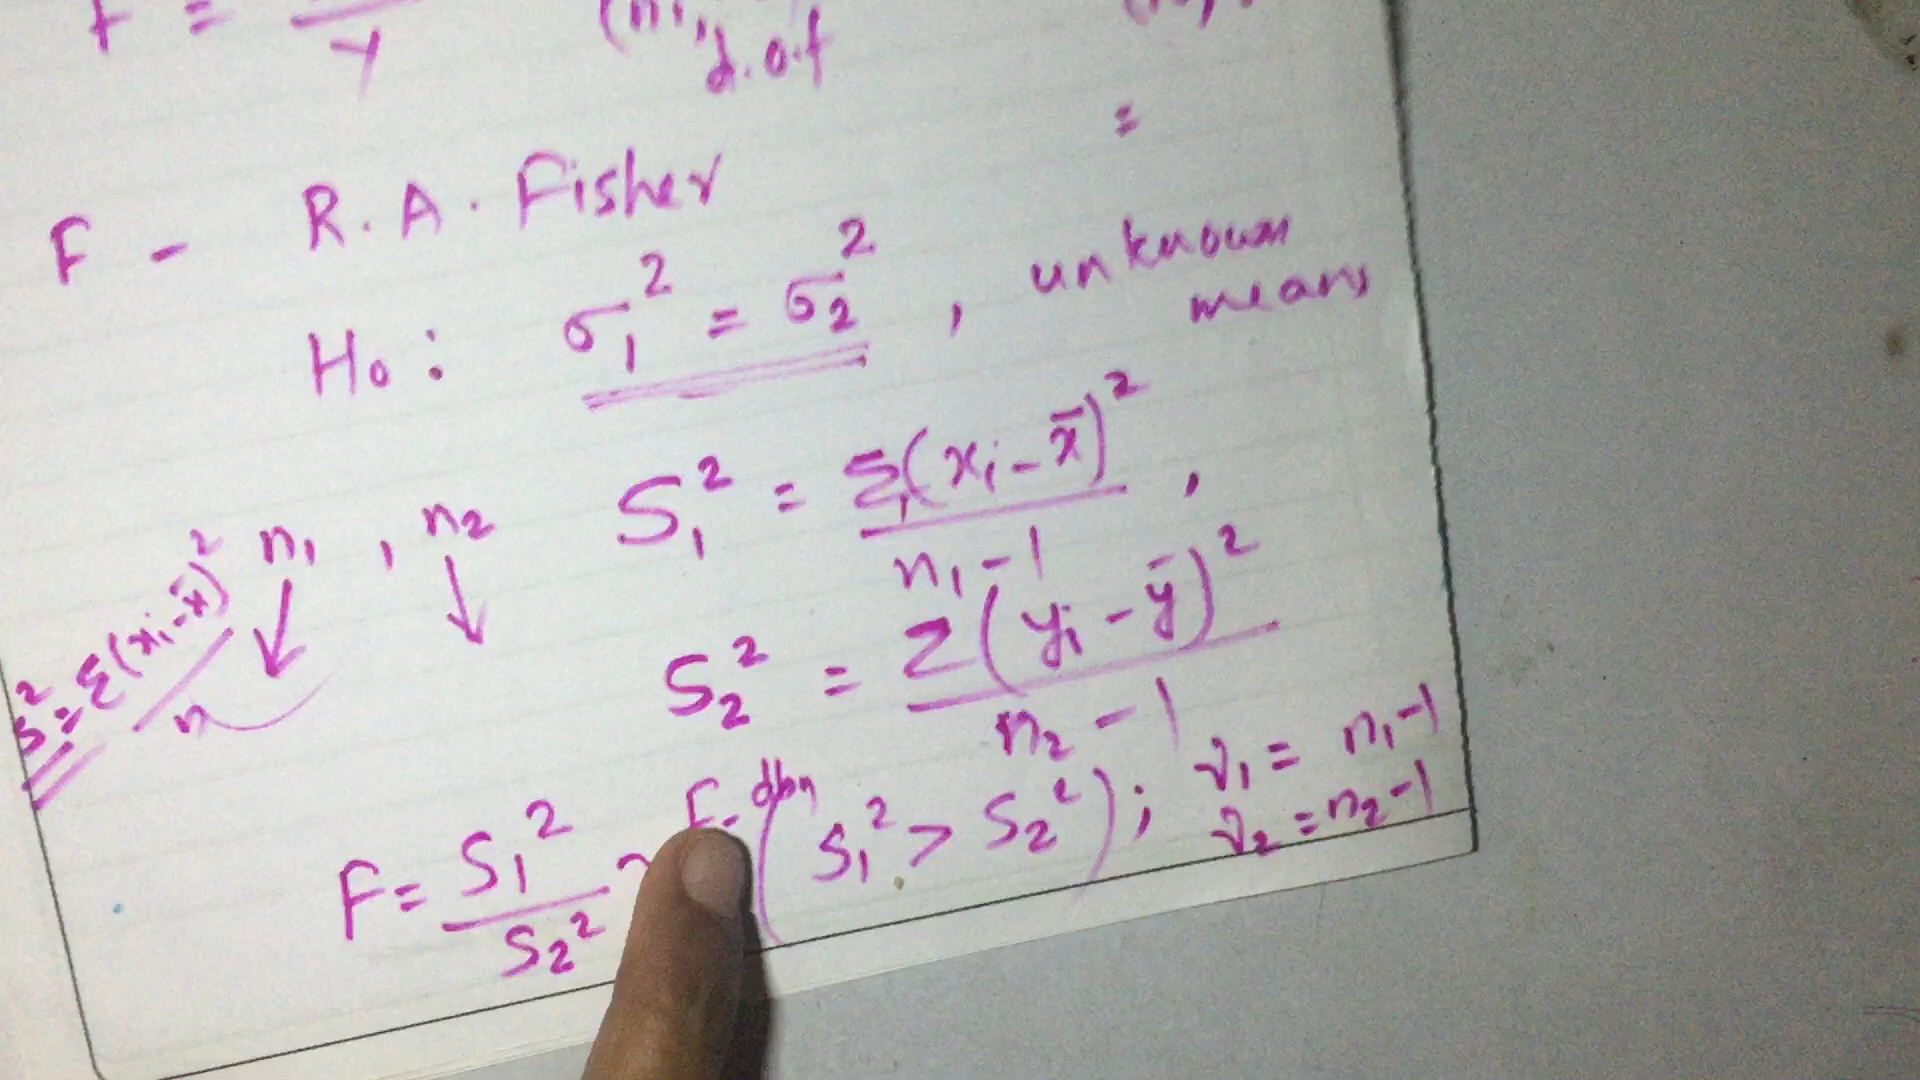 F = / Y
d.o.f
=
F - R. A. Fisher
H₀ : σ₁² = σ₂² , unknown means
n₁ , n₂
S₁² = Σ(xᵢ - x̄)² / n₁ - 1 ,
S² = Σ(xᵢ - x̄)² / n
S₂² = Σ(yᵢ - ȳ)² / n₂ - 1
F = S₁² / S₂² ~ F- dbn (S₁² > S₂²) ; ν₁ = n₁ - 1
ν₂ = n₂ - 1